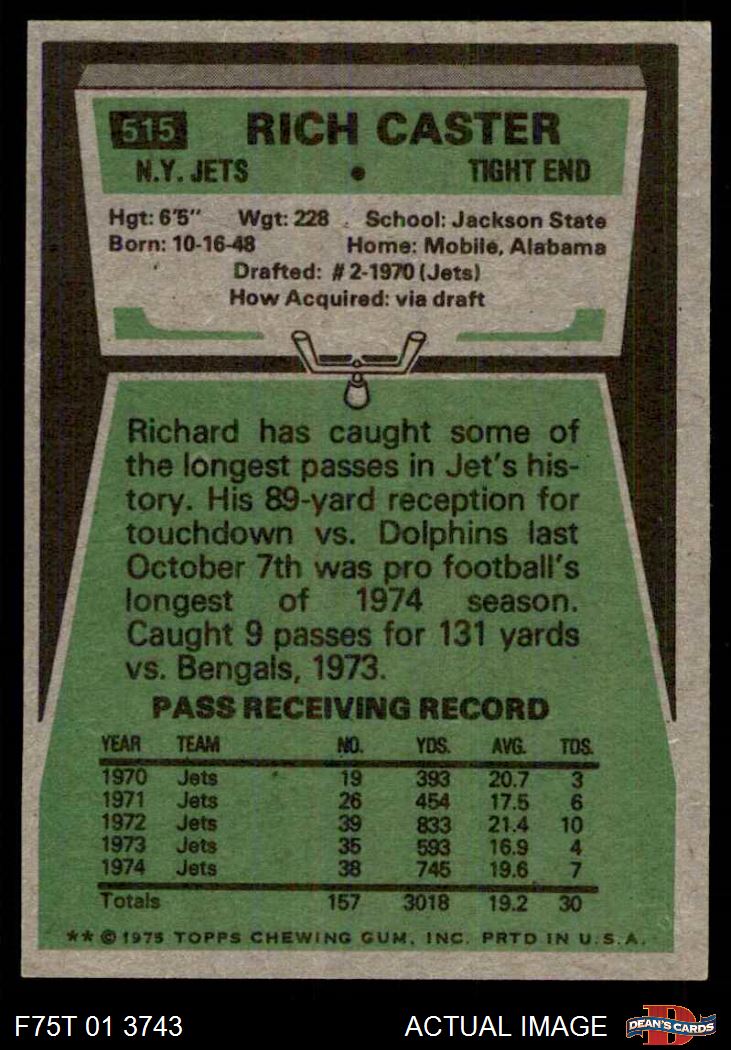 515 RICH CASTER
N.Y. JETS • TIGHT END
Hgt: 6'5" Wgt: 228 School: Jackson State
Born: 10-16-48 Home: Mobile, Alabama
Drafted: #2-1970 (Jets)
How Acquired: via draft
Richard has caught some of
the longest passes in Jet's his-
tory. His 89-yard reception for
touchdown vs. Dolphins last
October 7th was pro football's
longest of 1974 season.
Caught 9 passes for 131 yards
vs. Bengals, 1973.
PASS RECEIVING RECORD
YEAR TEAM NO. YDS. AVG. TDS.
1970 Jets 19 393 20.7 3
1971 Jets 26 454 17.5 6
1972 Jets 39 833 21.4 10
1973 Jets 35 593 16.9 4
1974 Jets 38 745 19.6 7
Totals 157 3018 19.2 30
** © 1975 TOPPS CHEWING GUM, INC. PRTD IN U.S.A.
F75T 01 3743 ACTUAL IMAGE D DEAN'S CARDS